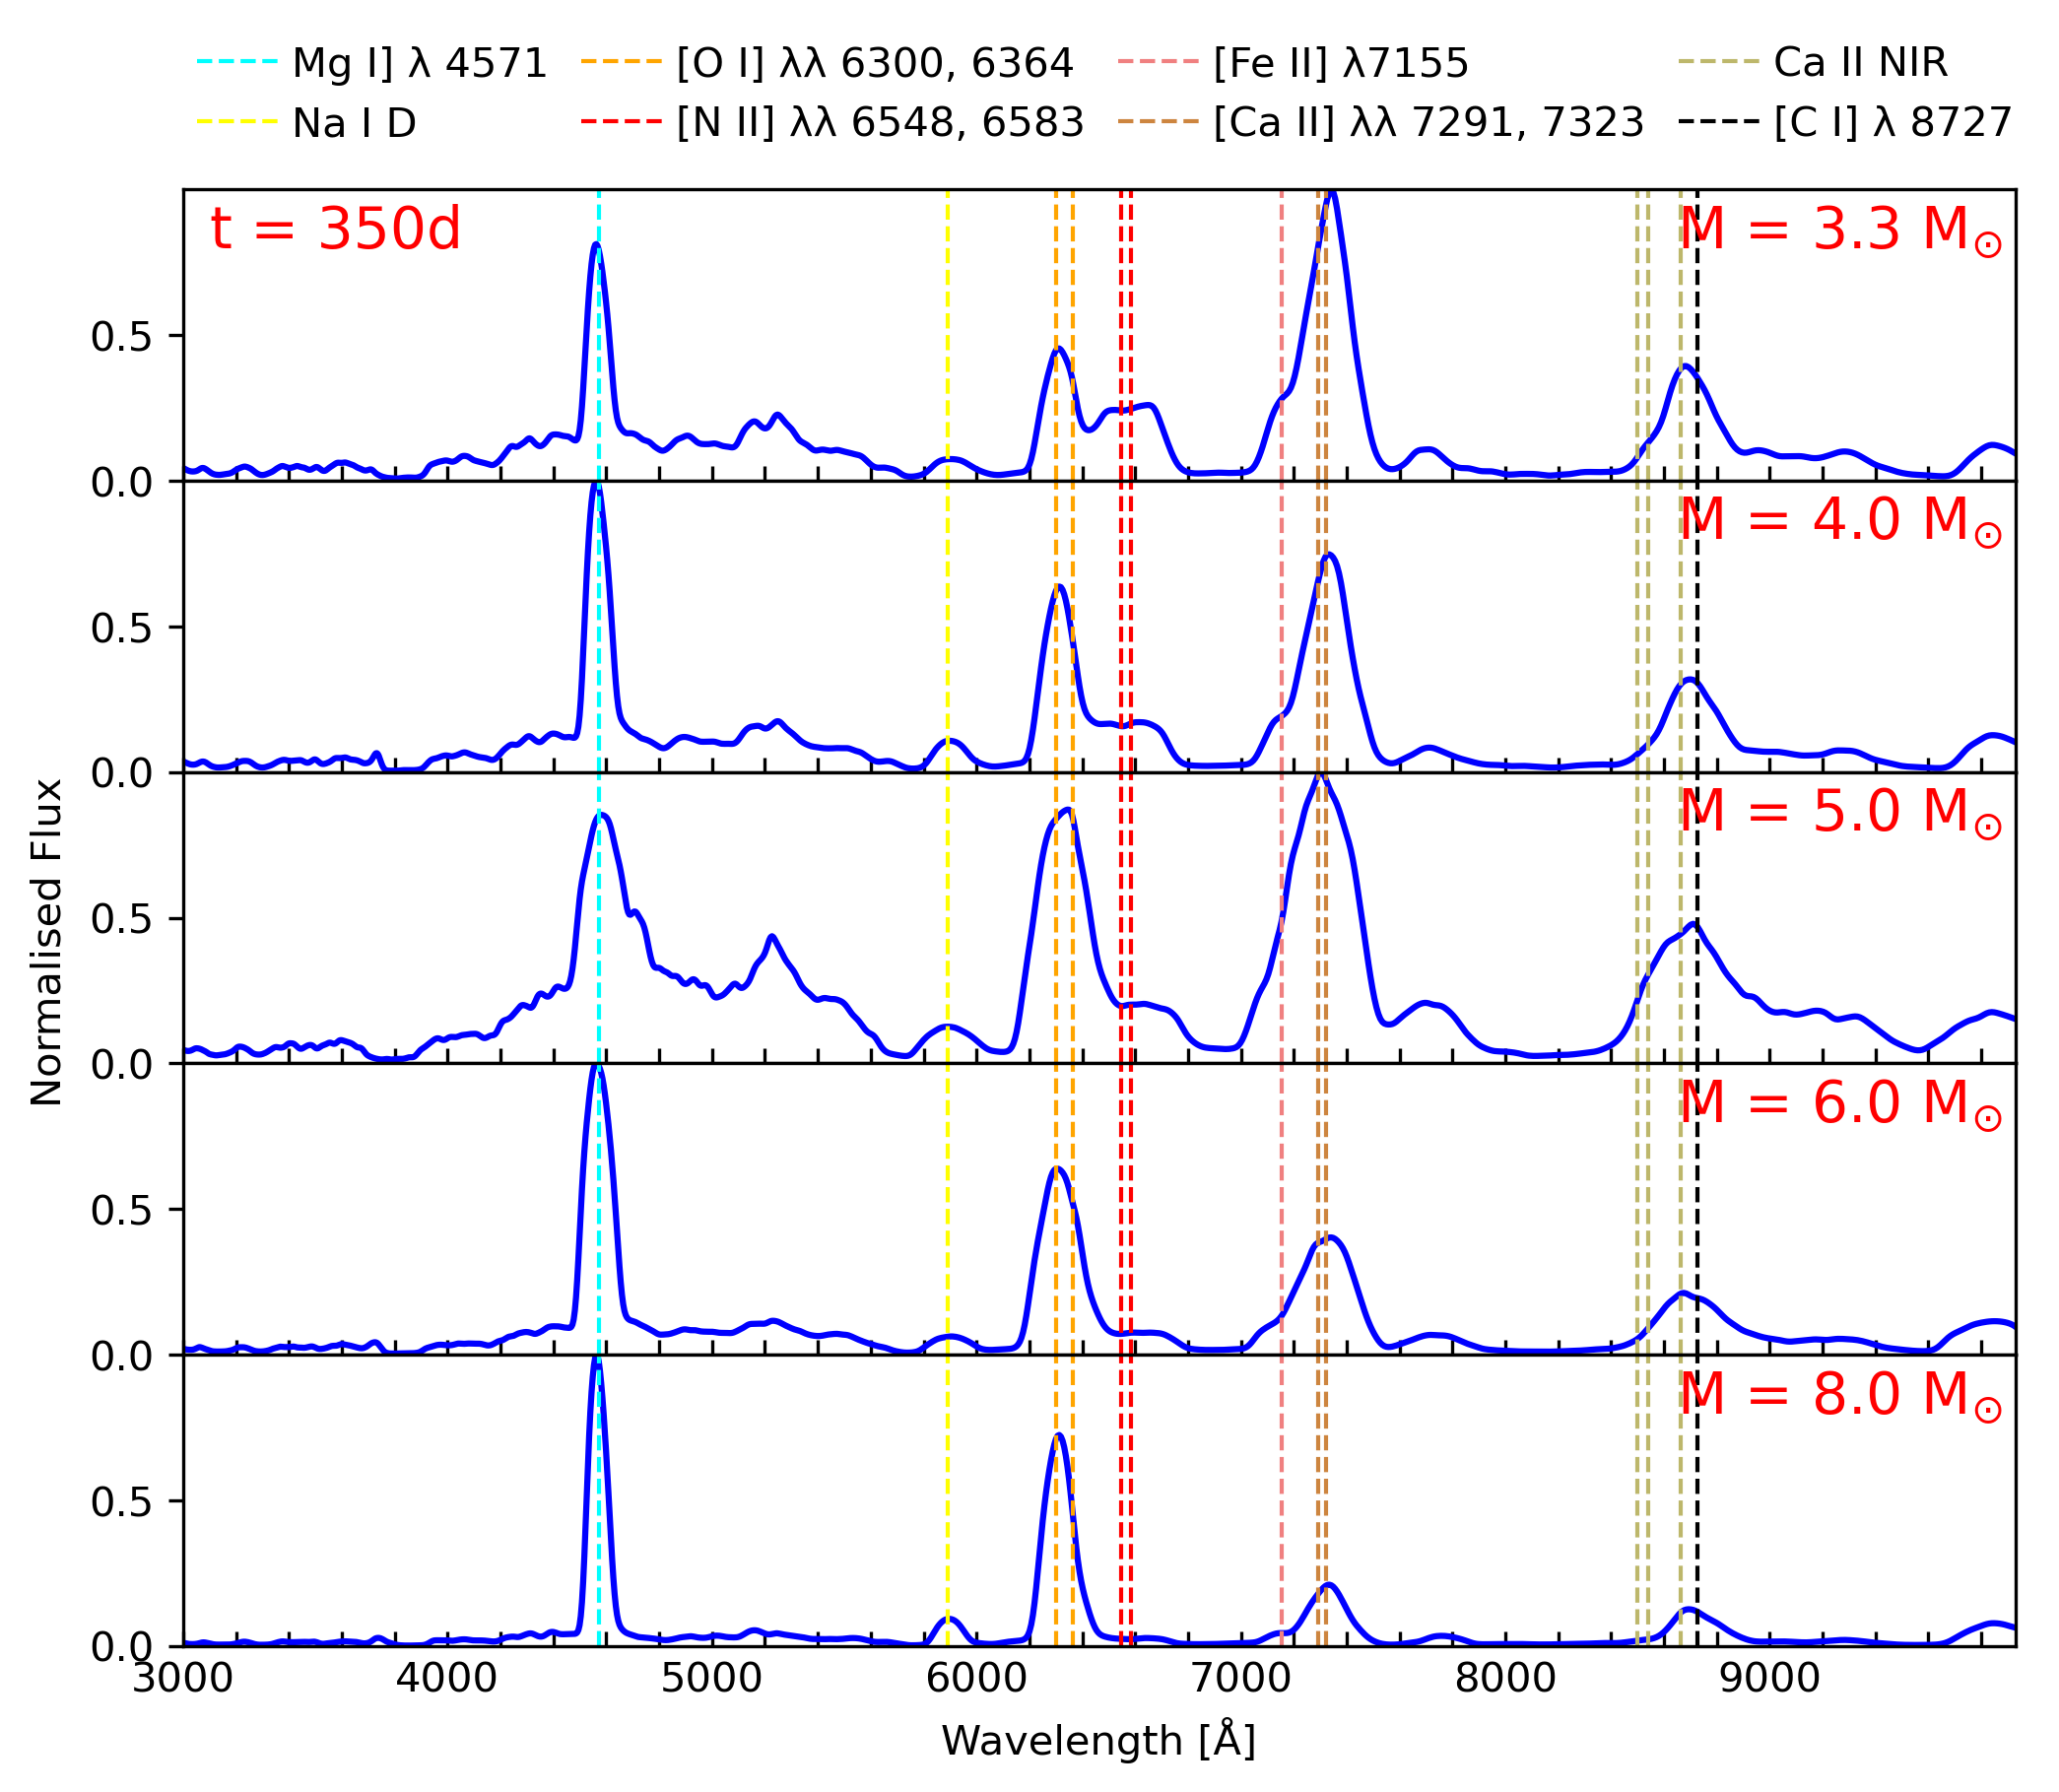 Mg I] λ 4571 [O I] λλ 6300, 6364 [Fe II] λ7155 Ca II NIR
Na I D [N II] λλ 6548, 6583 [Ca II] λλ 7291, 7323 [C I] λ 8727
t = 350d M = 3.3 M⊙
0.5
0.0
M = 4.0 M⊙
0.5
0.0
M = 5.0 M⊙
0.5
0.0
M = 6.0 M⊙
0.5
0.0
M = 8.0 M⊙
0.5
0.0
Normalised Flux
3000 4000 5000 6000 7000 8000 9000
Wavelength [Å]